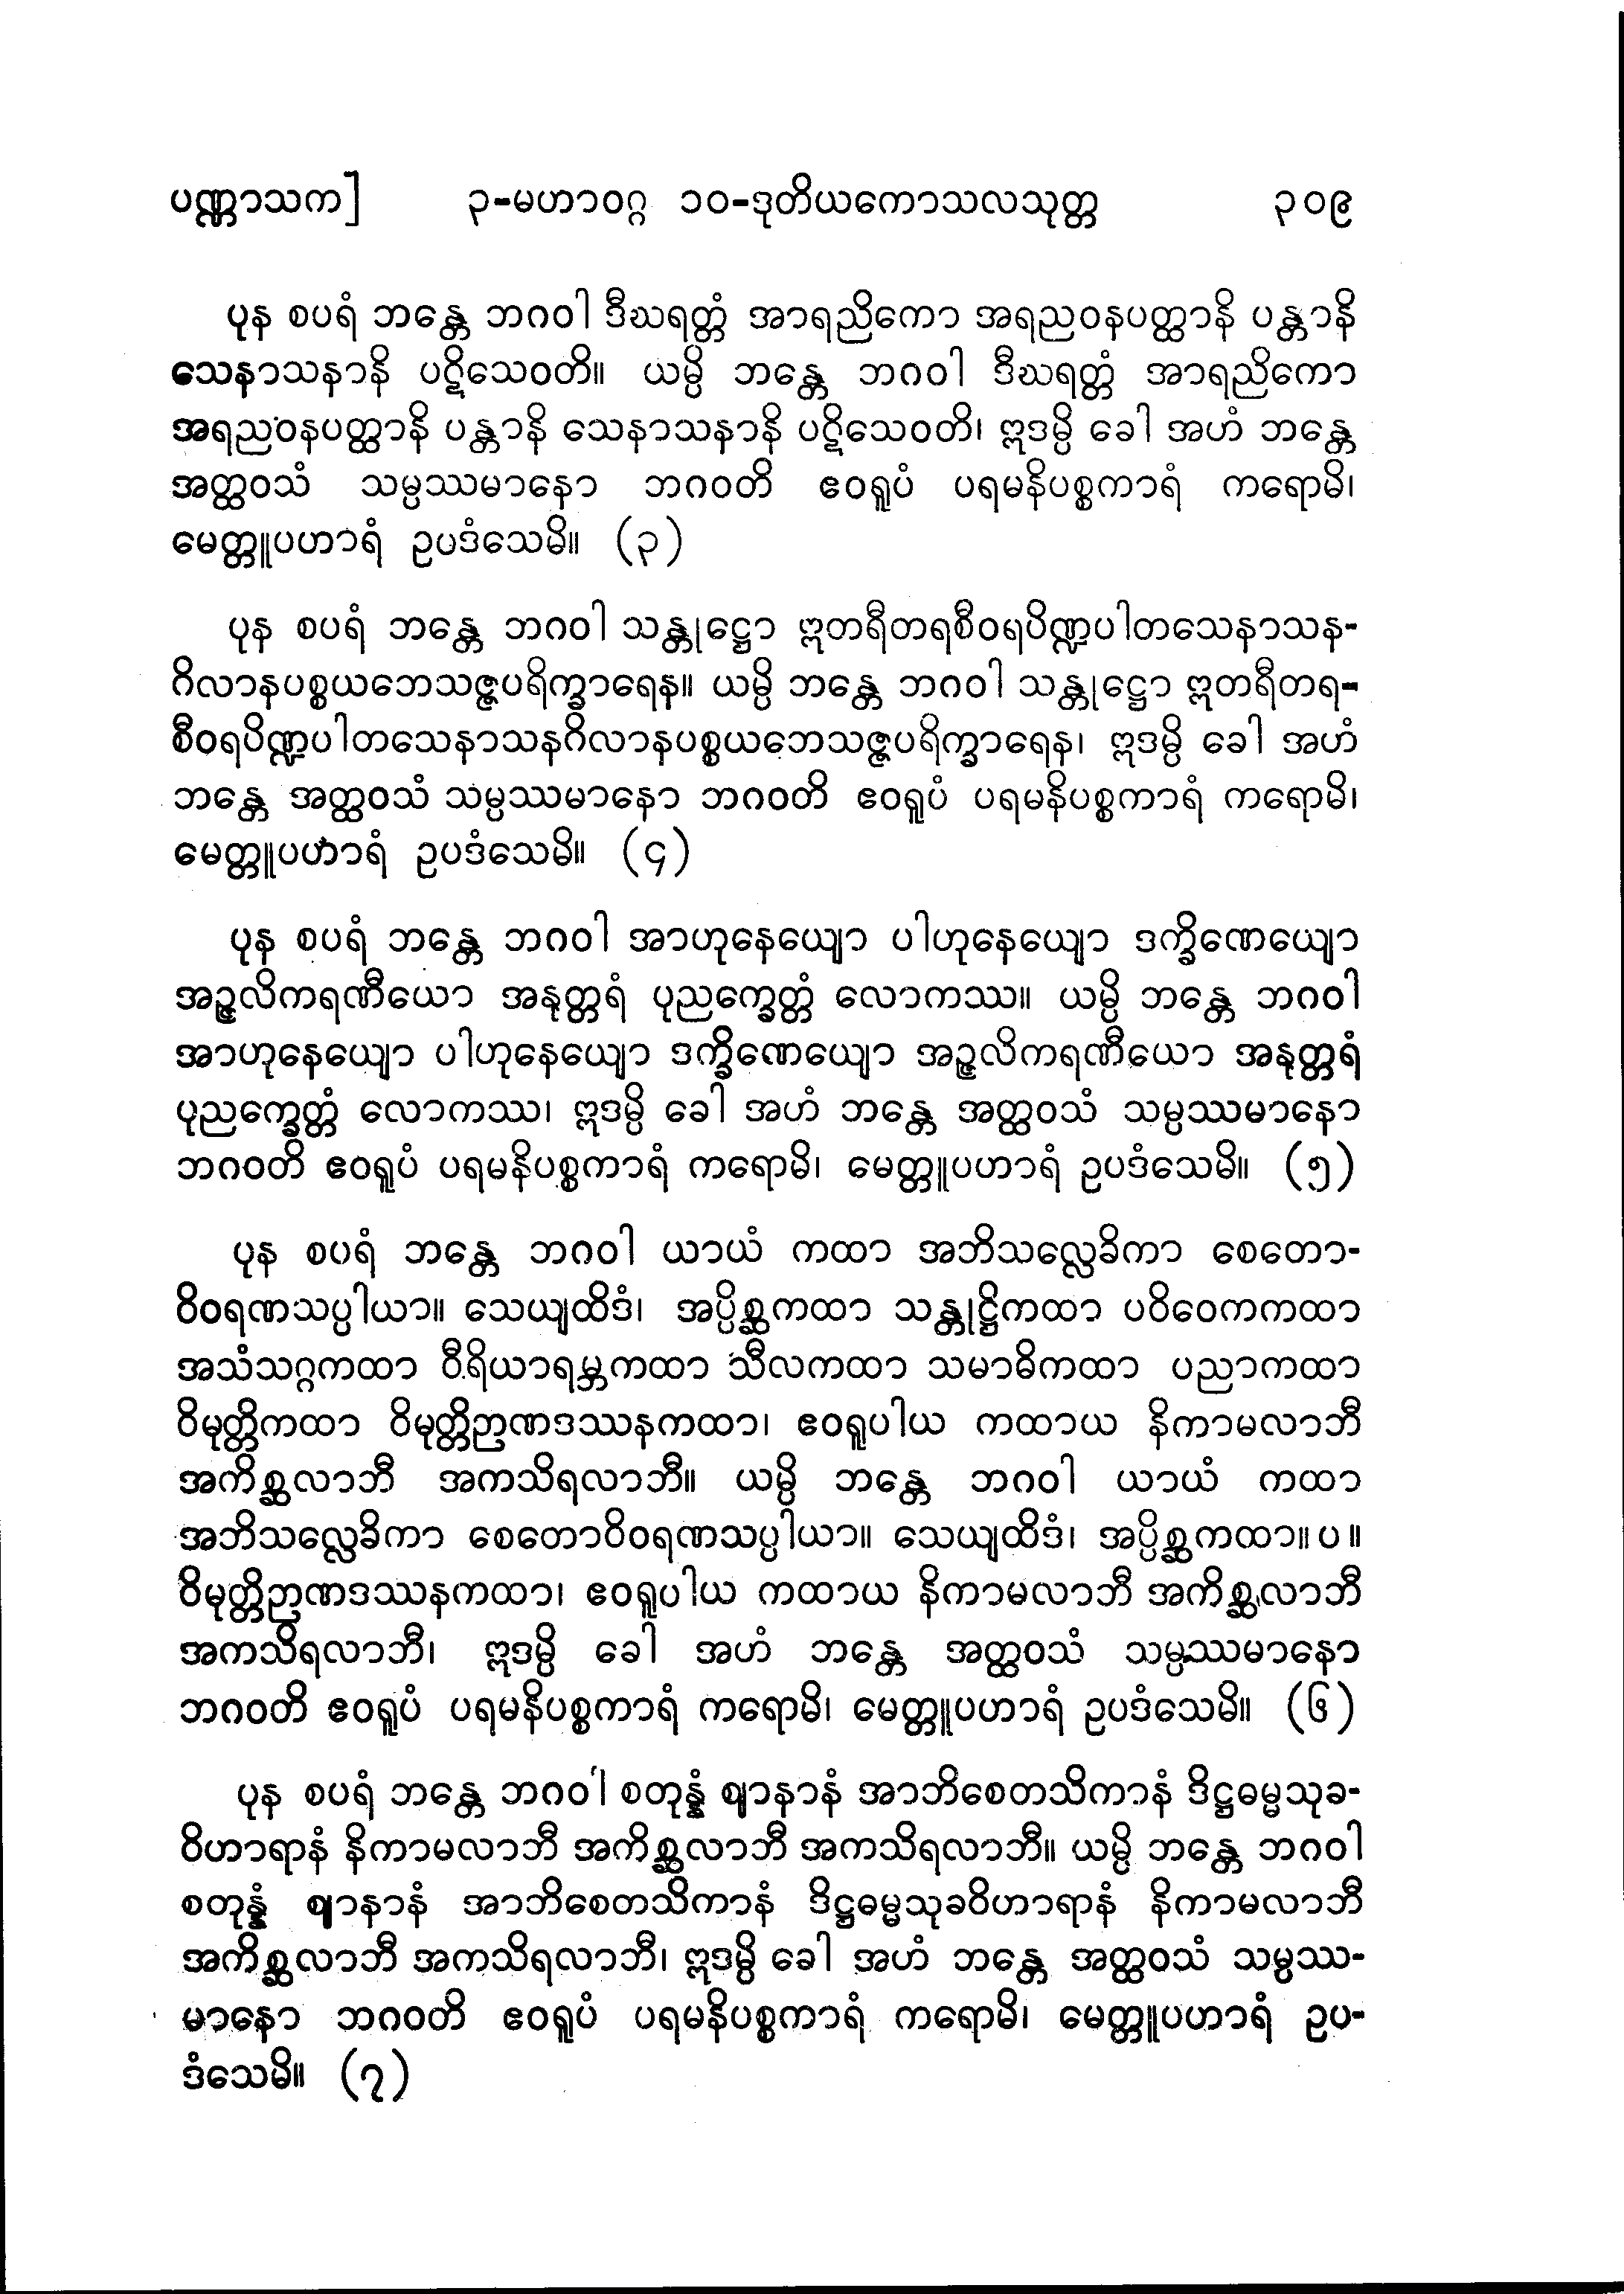 ပဏ္ဏာသက] ၃-မဟာဝဂ္ဂ ၁၀-ဒုတိယကောသလသုတ္တ ၃၀၉
ပုန စပရံ ဘန္တေ ဘဂဝါ ဒီဃရတ္တံ အာရညိကော အရညဝနပတ္ထာနိ ပန္တာနိ
သေနာသနာနိ ပဋိသေဝတိ။ ယမ္ပိ ဘန္တေ ဘဂဝါ ဒီဃရတ္တံ အာရညိကော
အရညဝနပတ္ထာနိ ပန္တာနိ သေနာသနာနိ ပဋိသေဝတိ၊ ဣဒမ္ပိ ခေါ အဟံ ဘန္တေ
အတ္ထဝသံ သမ္ပဿမာနော ဘဂဝတိ ဧဝရူပံ ပရမနိပစ္စကာရံ ကရောမိ၊
မေတ္တူပဟာရံ ဥပဒံသေမိ။ (၃)
ပုန စပရံ ဘန္တေ ဘဂဝါ သန္တုဋ္ဌော ဣတရီတရစီဝရပိဏ္ဍပါတသေနာသန-
ဂိလာနပစ္စယဘေသဇ္ဇပရိက္ခာရေန။ ယမ္ပိ ဘန္တေ ဘဂဝါ သန္တုဋ္ဌော ဣတရီတရ-
စီဝရပိဏ္ဍပါတသေနာသနဂိလာနပစ္စယဘေသဇ္ဇပရိက္ခာရေန၊ ဣဒမ္ပိ ခေါ အဟံ
ဘန္တေ အတ္ထဝသံ သမ္ပဿမာနော ဘဂဝတိ ဧဝရူပံ ပရမနိပစ္စကာရံ ကရောမိ၊
မေတ္တူပဟာရံ ဥပဒံသေမိ။ (၄)
ပုန စပရံ ဘန္တေ ဘဂဝါ အာဟုနေယျော ပါဟုနေယျော ဒက္ခိဏေယျော
အဉ္ဇလိကရဏီယော အနုတ္တရံ ပုညက္ခေတ္တံ လောကဿ။ ယမ္ပိ ဘန္တေ ဘဂဝါ
အာဟုနေယျော ပါဟုနေယျော ဒက္ခိဏေယျော အဉ္ဇလိကရဏီယော အနုတ္တရံ
ပုညက္ခေတ္တံ လောကဿ၊ ဣဒမ္ပိ ခေါ အဟံ ဘန္တေ အတ္ထဝသံ သမ္ပဿမာနော
ဘဂဝတိ ဧဝရူပံ ပရမနိပစ္စကာရံ ကရောမိ၊ မေတ္တူပဟာရံ ဥပဒံသေမိ။ (၅)
ပုန စပရံ ဘန္တေ ဘဂဝါ ယာယံ ကထာ အဘိသလ္လေခိကာ စေတော-
ဝိဝရဏသပ္ပါယာ။ သေယျထိဒံ၊ အပ္ပိစ္ဆကထာ သန္တုဋ္ဌိကထာ ပဝိဝေကကထာ
အသံသဂ္ဂကထာ ဝီရိယာရမ္ဘကထာ သီလကထာ သမာဓိကထာ ပညာကထာ
ဝိမုတ္တိကထာ ဝိမုတ္တိဉာဏဒဿနကထာ၊ ဧဝရူပါယ ကထာယ နိကာမလာဘီ
အကိစ္ဆလာဘီ အကသိရလာဘီ။ ယမ္ပိ ဘန္တေ ဘဂဝါ ယာယံ ကထာ
အဘိသလ္လေခိကာ စေတောဝိဝရဏသပ္ပါယာ။ သေယျထိဒံ၊ အပ္ပိစ္ဆကထာ။ပ။
ဝိမုတ္တိဉာဏဒဿနကထာ၊ ဧဝရူပါယ ကထာယ နိကာမလာဘီ အကိစ္ဆလာဘီ
အကသိရလာဘီ၊ ဣဒမ္ပိ ခေါ အဟံ ဘန္တေ အတ္ထဝသံ သမ္ပဿမာနော
ဘဂဝတိ ဧဝရူပံ ပရမနိပစ္စကာရံ ကရောမိ၊ မေတ္တူပဟာရံ ဥပဒံသေမိ။ (၆)
ပုန စပရံ ဘန္တေ ဘဂဝါ စတုန္နံ ဈာနာနံ အာဘိစေတသိကာနံ ဒိဋ္ဌဓမ္မသုခ-
ဝိဟာရာနံ နိကာမလာဘီ အကိစ္ဆလာဘီ အကသိရလာဘီ။ ယမ္ပိ ဘန္တေ ဘဂဝါ
စတုန္နံ ဈာနာနံ အာဘိစေတသိကာနံ ဒိဋ္ဌဓမ္မသုခဝိဟာရာနံ နိကာမလာဘီ
အကိစ္ဆလာဘီ အကသိရလာဘီ၊ ဣဒမ္ပိ ခေါ အဟံ ဘန္တေ အတ္ထဝသံ သမ္ပဿ-
မာနော ဘဂဝတိ ဧဝရူပံ ပရမနိပစ္စကာရံ ကရောမိ၊ မေတ္တူပဟာရံ ဥပ-
ဒံသေမိ။ (၇)